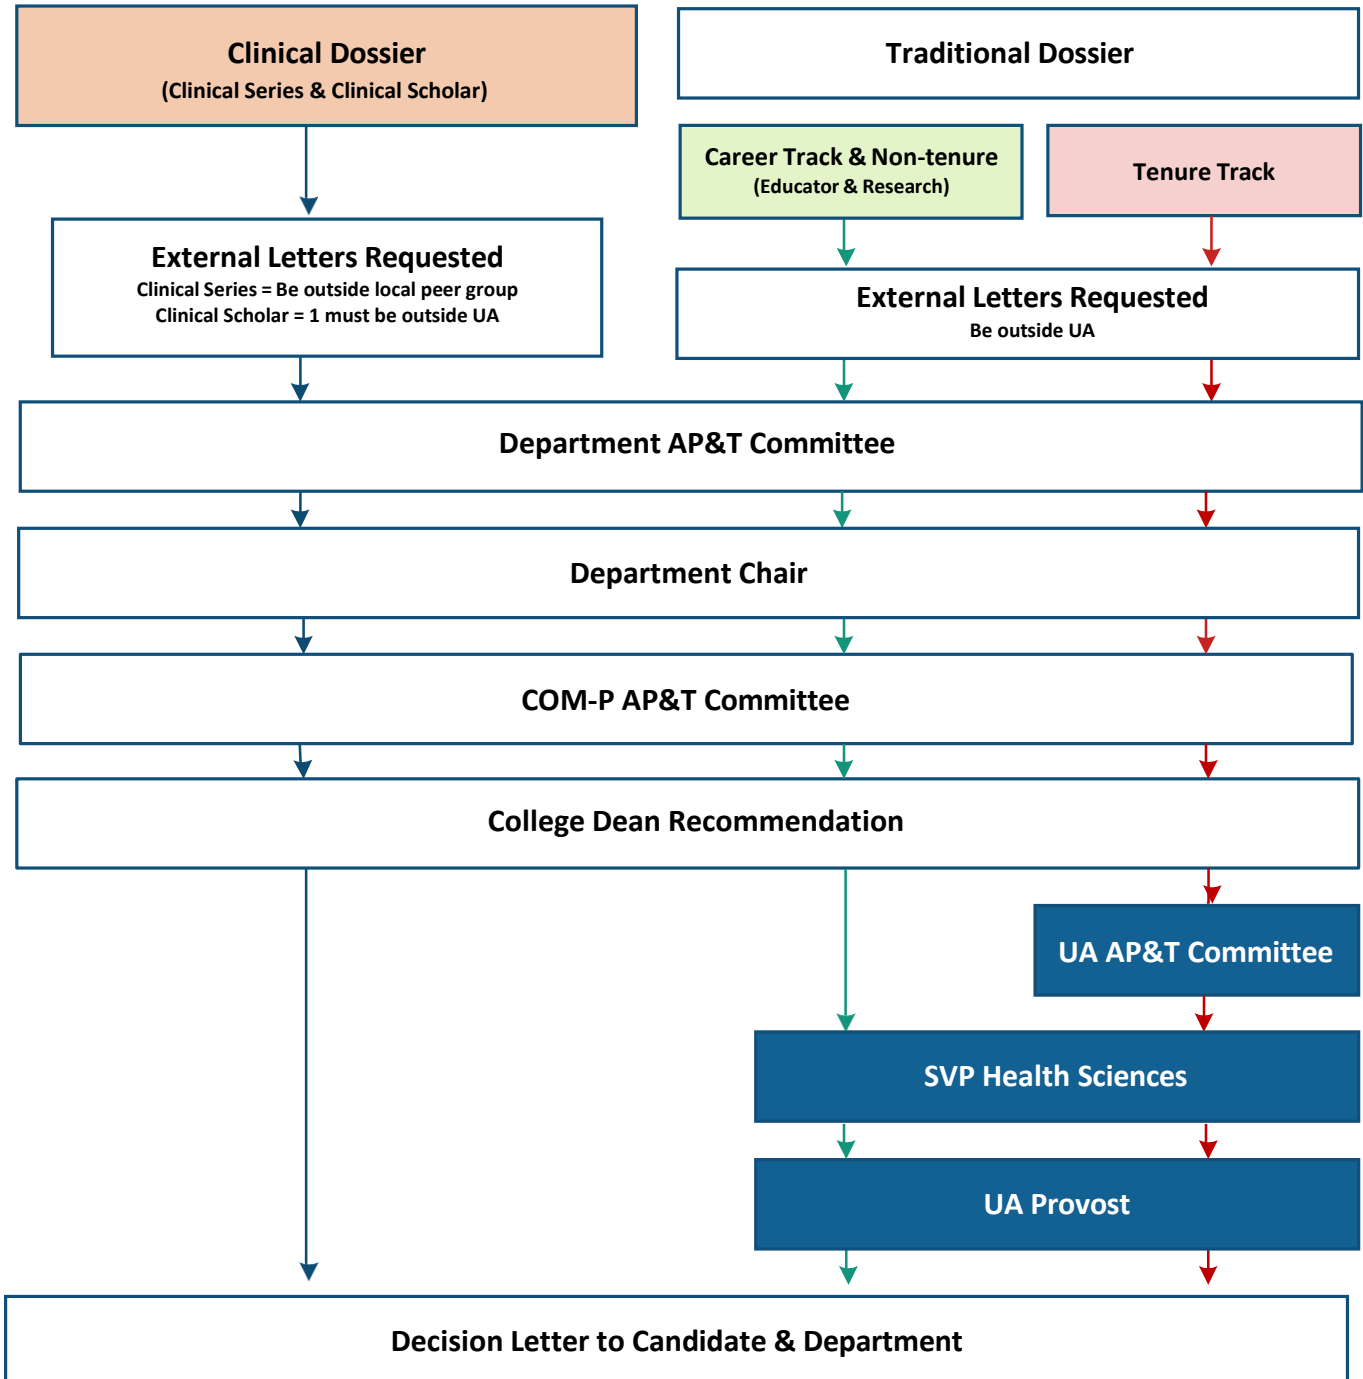 Clinical Dossier
(Clinical Series & Clinical Scholar)
Traditional Dossier
Career Track & Non-tenure
(Educator & Research)
Tenure Track
External Letters Requested
Clinical Series = Be outside local peer group
Clinical Scholar = 1 must be outside UA
External Letters Requested
Be outside UA
Department AP&T Committee
Department Chair
COM-P AP&T Committee
College Dean Recommendation
UA AP&T Committee
SVP Health Sciences
UA Provost
Decision Letter to Candidate & Department